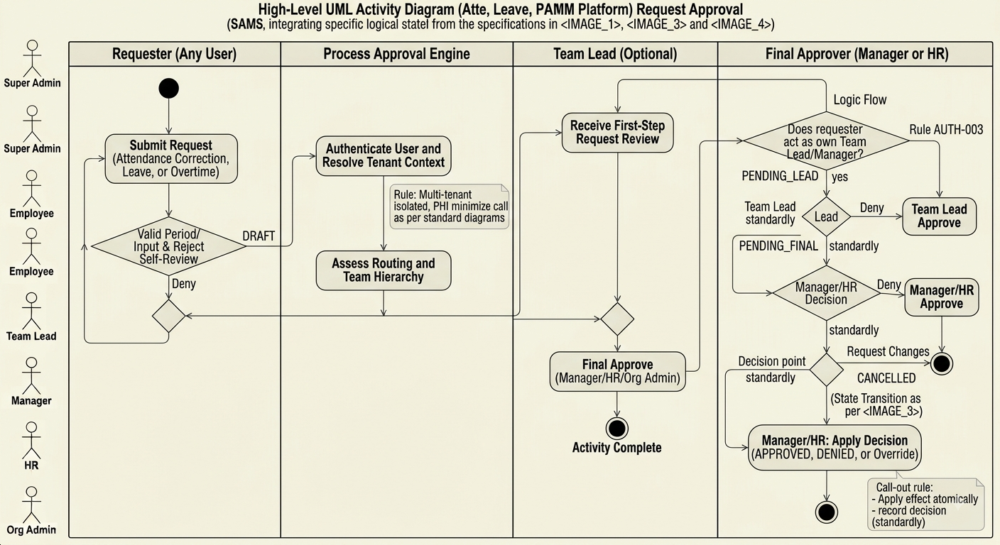 High-Level UML Activity Diagram (Atte, Leave, PAMM Platform) Request Approval
(SAMS, integrating specific logical statel from the specifications in <IMAGE_1>, <IMAGE_3> and <IMAGE_4>)
Super Admin
Super Admin
Employee
Employee
Team Lead
Manager
HR
Org Admin
Requester (Any User)
Submit Request
(Attendance Correction,
Leave, or Overtime)
Valid Period/
Input & Reject
Self-Review
DRAFT
Deny
Process Approval Engine
Authenticate User and
Resolve Tenant Context
Rule: Multi-tenant
isolated, PHI minimize call
as per standard diagrams
Assess Routing and
Team Hierarchy
Team Lead (Optional)
Receive First-Step
Request Review
Final Approve
(Manager/HR/Org Admin)
Activity Complete
Final Approver (Manager or HR)
Logic Flow
Does requester
act as own Team
Lead/Manager?
Rule AUTH-003
PENDING_LEAD
yes
Team Lead
standardly
Lead
Deny
Team Lead
Approve
PENDING_FINAL
standardly
Manager/HR
Decision
Deny
Manager/HR
Approve
standardly
Decision point
standardly
Request Changes
CANCELLED
(State Transition as
per <IMAGE_3>)
Manager/HR: Apply Decision
(APPROVED, DENIED, or Override)
Call-out rule:
- Apply effect atomically
- record decision
(standardly)